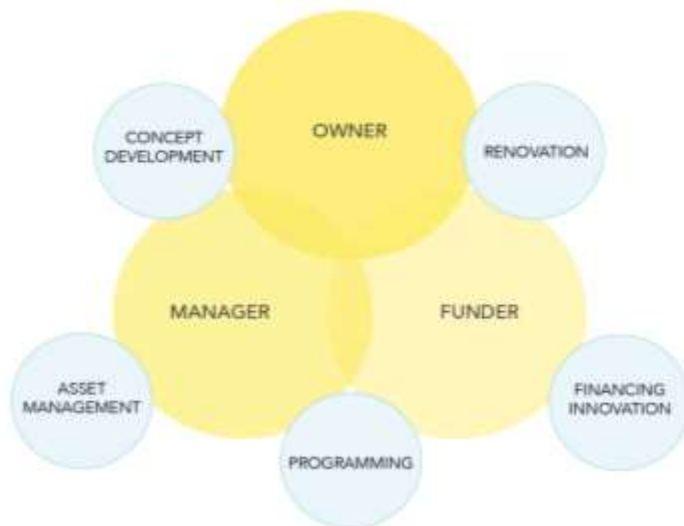 OWNER
CONCEPT
DEVELOPMENT
RENOVATION
MANAGER
FUNDER
ASSET
MANAGEMENT
FINANCING
INNOVATION
PROGRAMMING